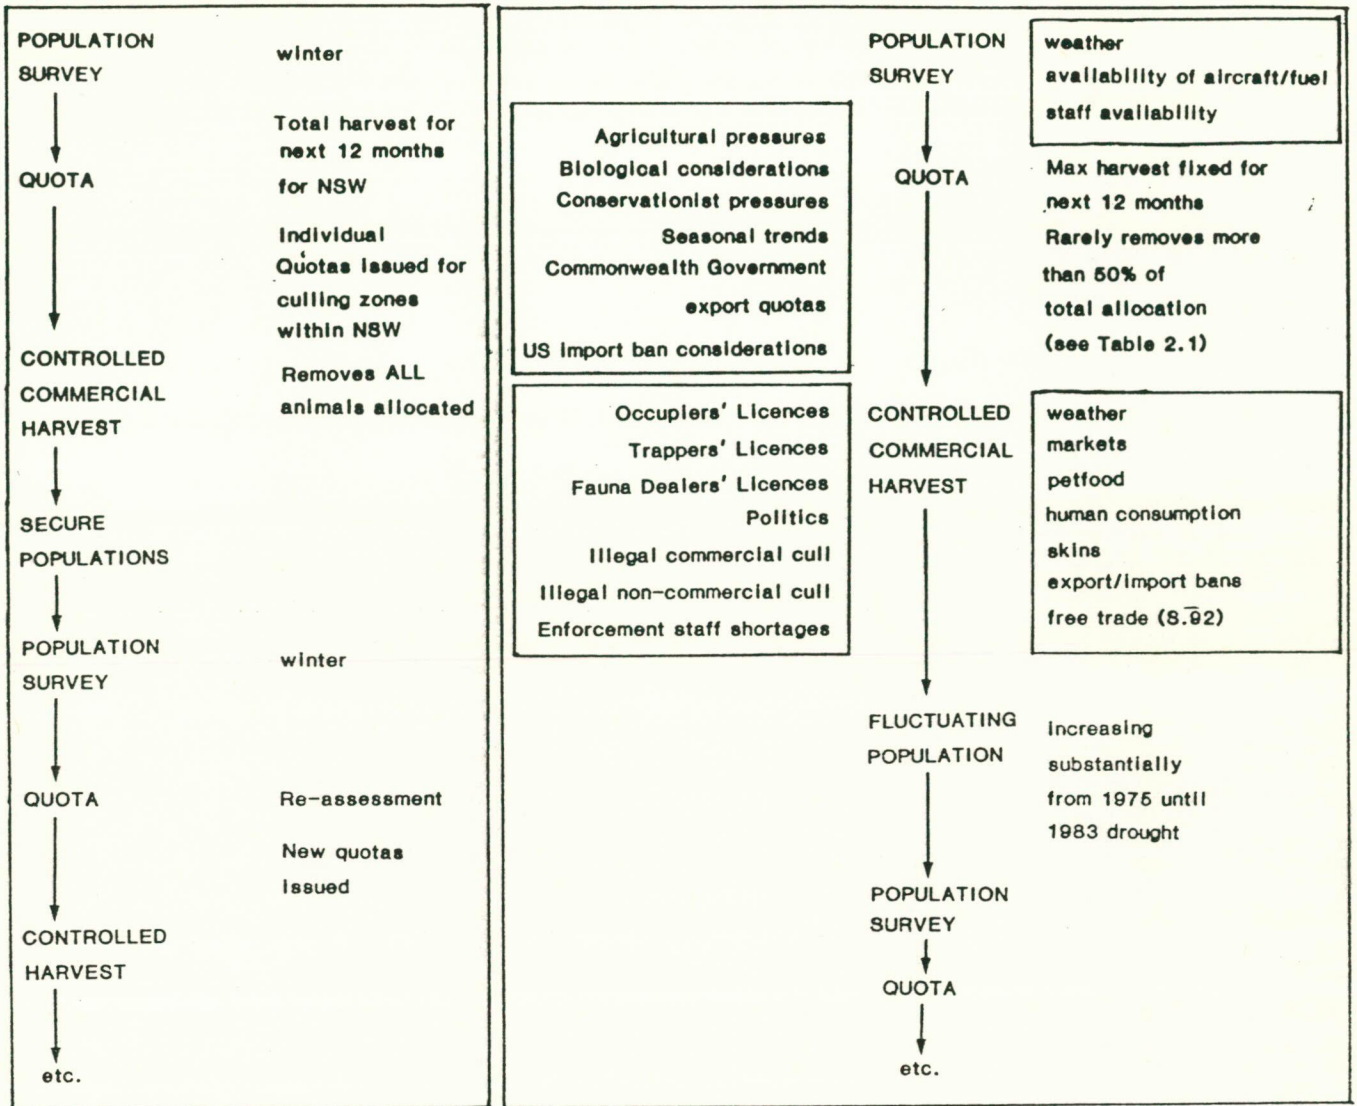 POPULATION
SURVEY
winter
QUOTA
Total harvest for
next 12 months
for NSW
Individual
Quotas issued for
culling zones
within NSW
CONTROLLED
COMMERCIAL
HARVEST
Removes ALL
animals allocated
SECURE
POPULATIONS
POPULATION
SURVEY
winter
QUOTA
Re-assessment
New quotas
issued
CONTROLLED
HARVEST
etc.
POPULATION
SURVEY
weather
availability of aircraft/fuel
staff availability
Agricultural pressures
Biological considerations
Conservationist pressures
Seasonal trends
Commonwealth Government
export quotas
US import ban considerations
QUOTA
Max harvest fixed for
next 12 months
Rarely removes more
than 50% of
total allocation
(see Table 2.1)
Occupiers' Licences
Trappers' Licences
Fauna Dealers' Licences
Politics
Illegal commercial cull
Illegal non-commercial cull
Enforcement staff shortages
CONTROLLED
COMMERCIAL
HARVEST
weather
markets
petfood
human consumption
skins
export/import bans
free trade (S.92)
FLUCTUATING
POPULATION
increasing
substantially
from 1975 until
1983 drought
POPULATION
SURVEY
QUOTA
etc.